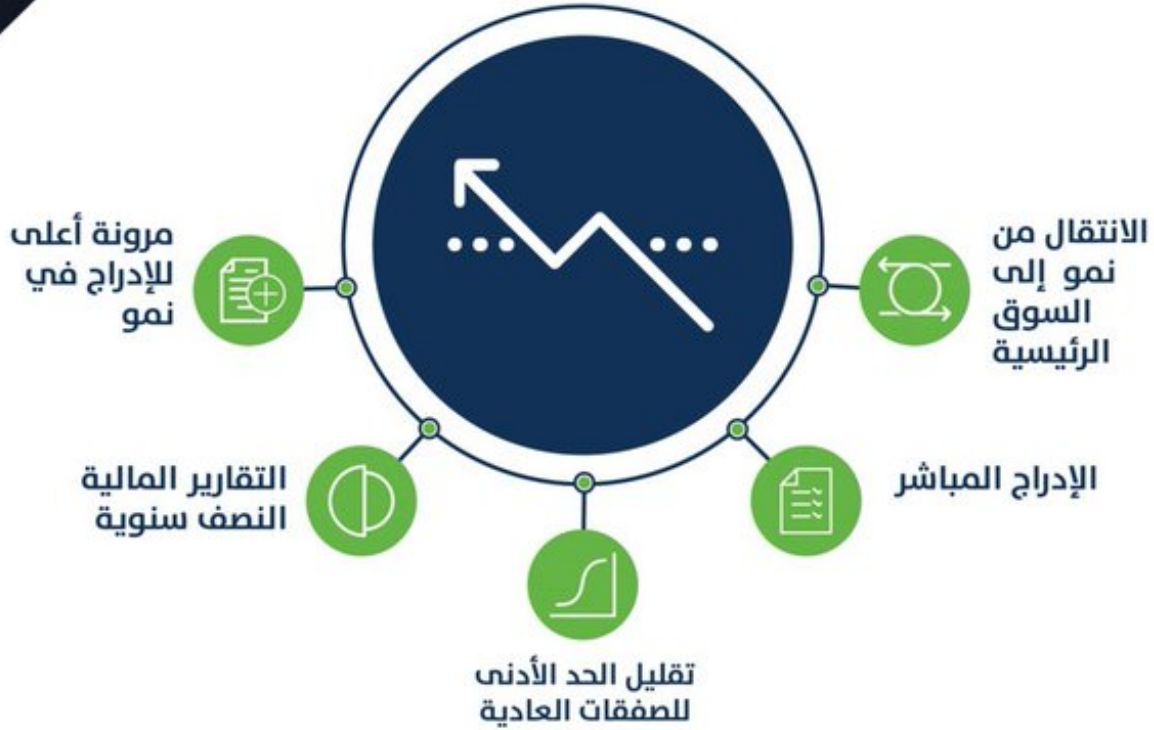 الانتقال من
نمو إلى
السوق
الرئيسية
الإدراج المباشر
تقليل الحد الأدنى
للصفقات العادية
التقارير المالية
النصف سنوية
مرونة أعلى
للإدراج في
نمو